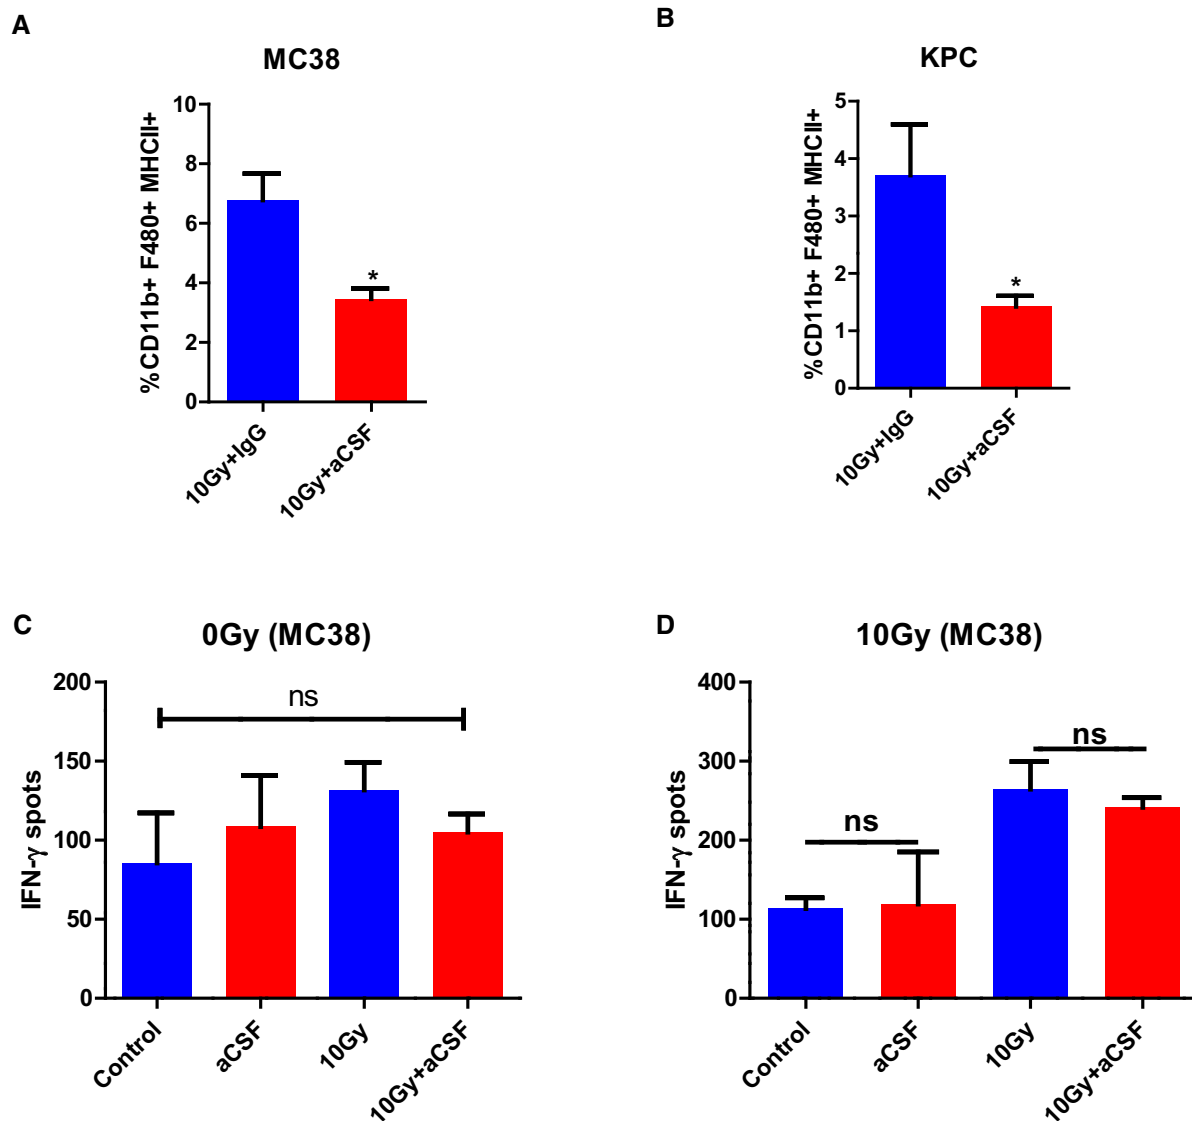 A
MC38
%CD11b+ F480+ MHCII+
10
8
6
4
2
0
*
10Gy+IgG
10Gy+aCSF
B
KPC
%CD11b+ F480+ MHCII+
5
4
3
2
1
0
*
10Gy+IgG
10Gy+aCSF
C
0Gy (MC38)
IFN-γ spots
200
150
100
50
0
ns
Control
aCSF
10Gy
10Gy+aCSF
D
10Gy (MC38)
IFN-γ spots
400
300
200
100
0
ns
ns
Control
aCSF
10Gy
10Gy+aCSF